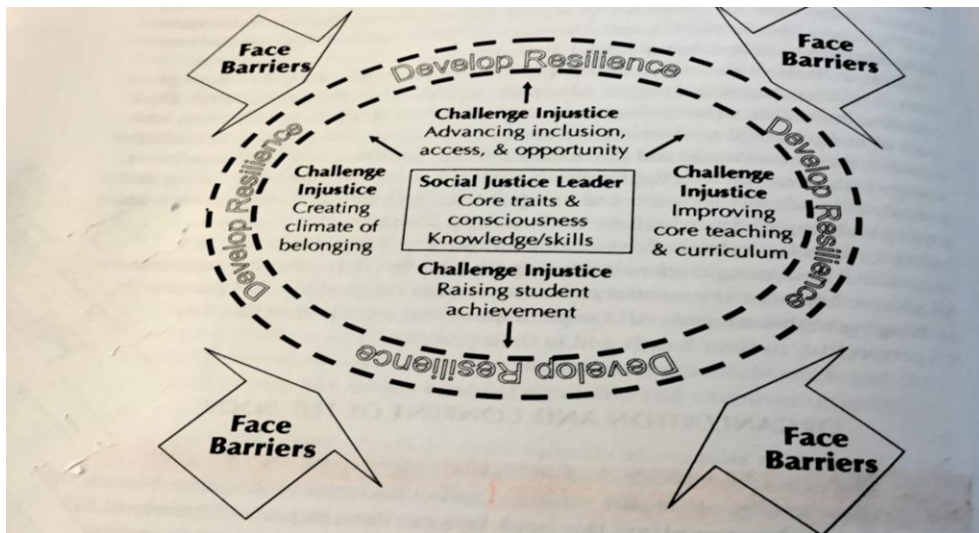 Face
Barriers
Face
Barriers
Develop Resilience
Develop Resilience
Develop Resilience
Challenge Injustice
Advancing inclusion,
access, & opportunity
Challenge
Injustice
Creating
climate of
belonging
Social Justice Leader
Core traits &
consciousness
Knowledge/skills
Challenge
Injustice
Improving
core teaching
& curriculum
Challenge Injustice
Raising student
achievement
Develop Resilience
Face
Barriers
Face
Barriers